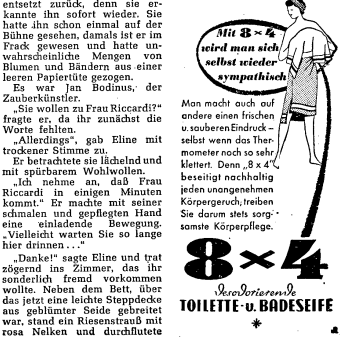 entsetzt zurück, denn sie er-
kannte ihn sofort wieder. Sie
hatte ihn schon einmal auf der
Bühne gesehen, damals ist er im
Frack gewesen und hatte un-
wahrscheinliche Mengen von
Blumen und Bändern aus einer
leeren Papiertüte gezogen.
Es war Jan Bodinus, der
Zauberkünstler.
„Sie wollen zu Frau Riccardi?“
fragte er, da ihr zunächst die
Worte fehlten.
„Allerdings“, gab Eline mit
trockener Stimme zu.
Er betrachtete sie lächelnd und
mit spürbarem Wohlwollen.
„Ich nehme an, daß Frau
Riccardi in einigen Minuten
kommt.“ Er machte mit seiner
schmalen und gepflegten Hand
eine einladende Bewegung.
„Vielleicht warten Sie so lange
hier drinnen . . .“
„Danke!“ sagte Eline und trat
zögernd ins Zimmer, das ihr
sonderlich fremd vorkommen
wollte. Neben dem Bett, über
das jetzt eine leichte Steppdecke
aus geblümter Seide gebreitet
war, stand ein Riesenstrauß mit
rosa Nelken und durchflutete
Mit 8x4
wird man sich
selbst wieder
sympathisch
Man macht auch auf
andere einen frischen
u. sauberen Eindruck –
selbst wenn das Ther-
mometer noch so sehr
klettert. Denn „8 x 4“
beseitigt nachhaltig
jeden unangenehmen
Körpergeruch; treiben
Sie darum stets sorg-
samste Körperpflege.
8x4
desodorierende
TOILETTE- u. BADESEIFE
*